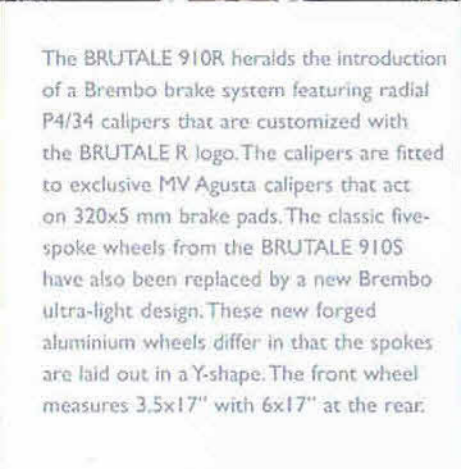 The BRUTALE 910R heralds the introduction
of a Brembo brake system featuring radial
P4/34 calipers that are customized with
the BRUTALE R logo. The calipers are fitted
to exclusive MV Agusta calipers that act
on 320x5 mm brake pads. The classic five-
spoke wheels from the BRUTALE 910S
have also been replaced by a new Brembo
ultra-light design. These new forged
aluminium wheels differ in that the spokes
are laid out in a Y-shape. The front wheel
measures 3.5x17" with 6x17" at the rear.